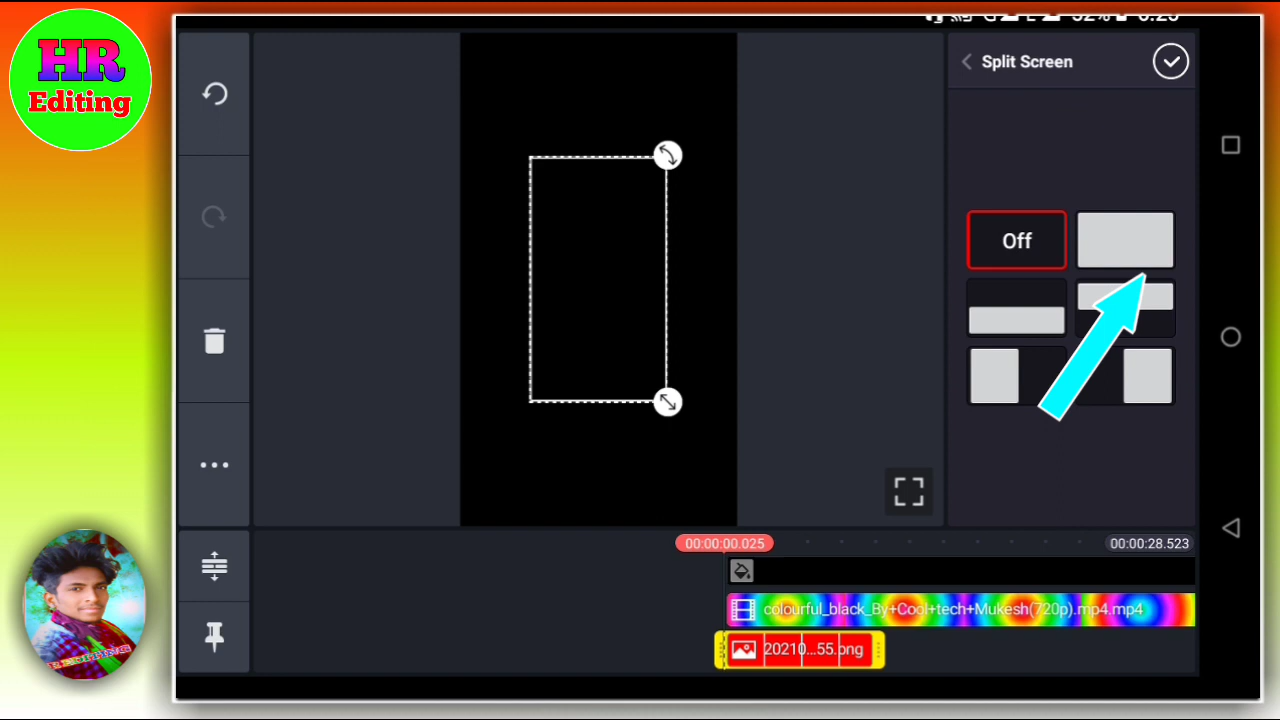 HR
Editing
Split Screen
Off
00:00:00.025
00:00:28.523
colourful_black_By+Cool+tech+Mukesh(720p).mp4.mp4
20210...55.png